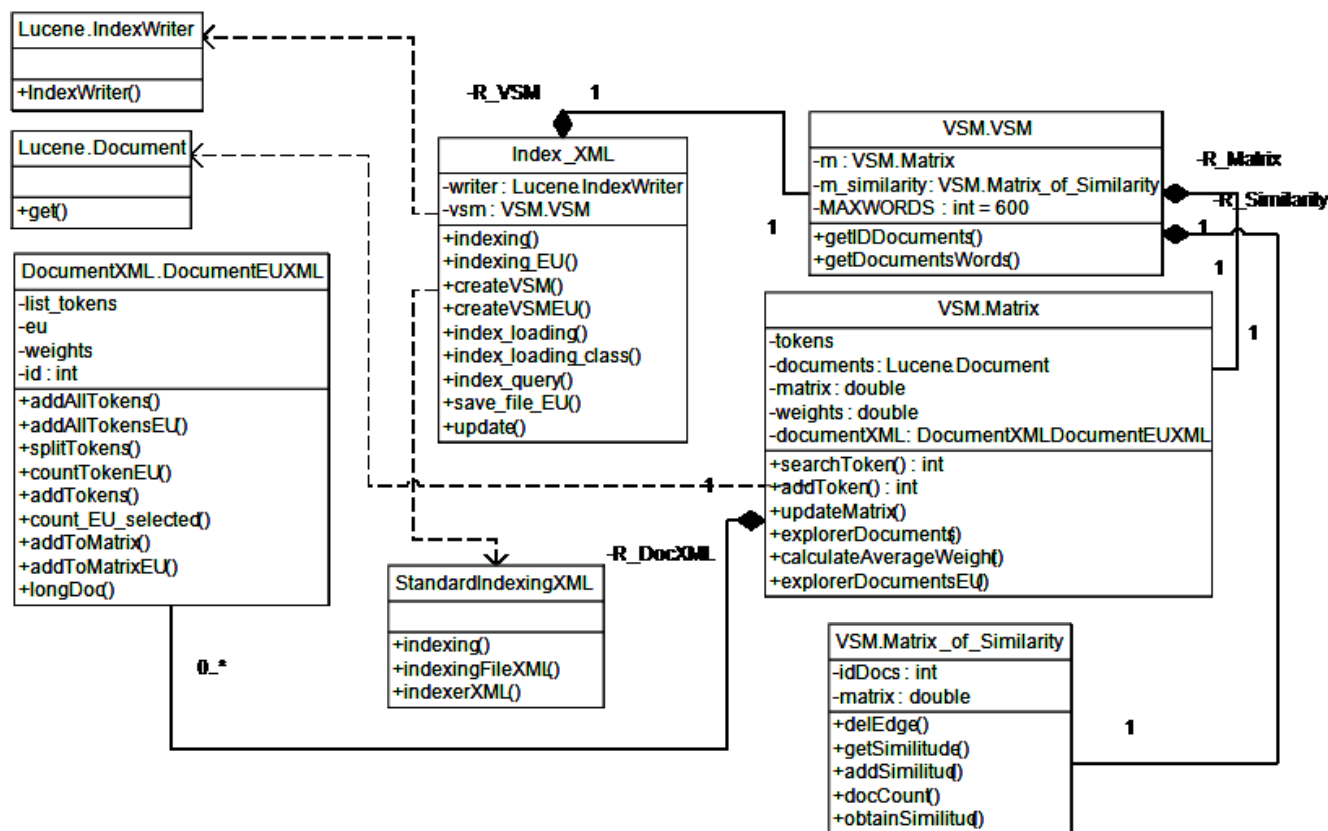 Lucene.IndexWriter
+IndexWriter()
Lucene.Document
+get()
DocumentXML.DocumentEUXML
-list_tokens
-eu
-weights
-id : int
+addAllTokens()
+addAllTokensEU()
+splitTokens()
+countTokenEU()
+addTokens()
+count_EU_selected()
+addToMatrix()
+addToMatrixEU()
+longDoc()
0_*
-R_VSM 1
Index_XML
-writer : Lucene.IndexWriter
-vsm : VSM.VSM
+indexing()
+indexing_EU()
+createVSM()
+createVSMEU()
+index_loading()
+index_loading_class()
+index_query()
+save_file_EU()
+update()
StandardIndexingXML
+indexing()
+indexingFileXML()
+indexerXML()
1
VSM.VSM
-m : VSM.Matrix
-m_similarity: VSM.Matrix_of_Similarity
-MAXWORDS : int = 600
+getIDDocuments()
+getDocumentsWords()
-R_Matrix
-R_Similarity
1
1
1
VSM.Matrix
-tokens
-documents: Lucene.Document
-matrix: double
-weights: double
-documentXML: DocumentXMLDocumentEUXML
+searchToken() : int
+addToken() : int
+updateMatrix()
+explorerDocuments()
+calculateAverageWeight()
+explorerDocumentsEU()
1
-R_DocXML
VSM.Matrix_of_Similarity
-idDocs : int
-matrix : double
+delEdge()
+getSimilitude()
+addSimilitud()
+docCount()
+obtainSimilitud()
1